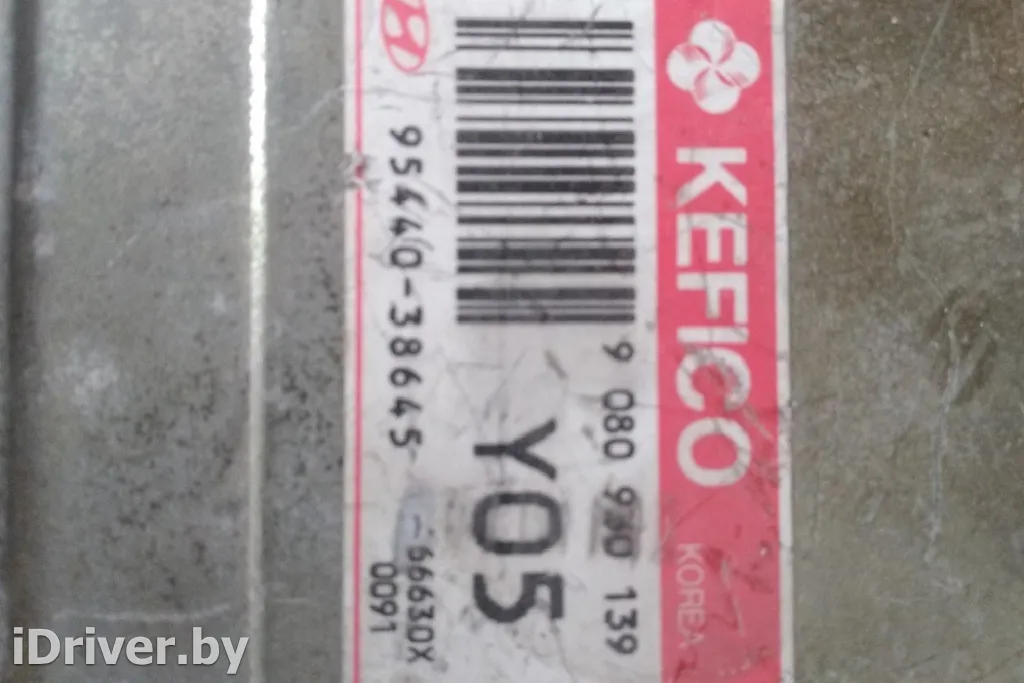 KEFICO KOREA
9 080 930 139
Y05
95440-38645
-66630X
0091
iDriver.by